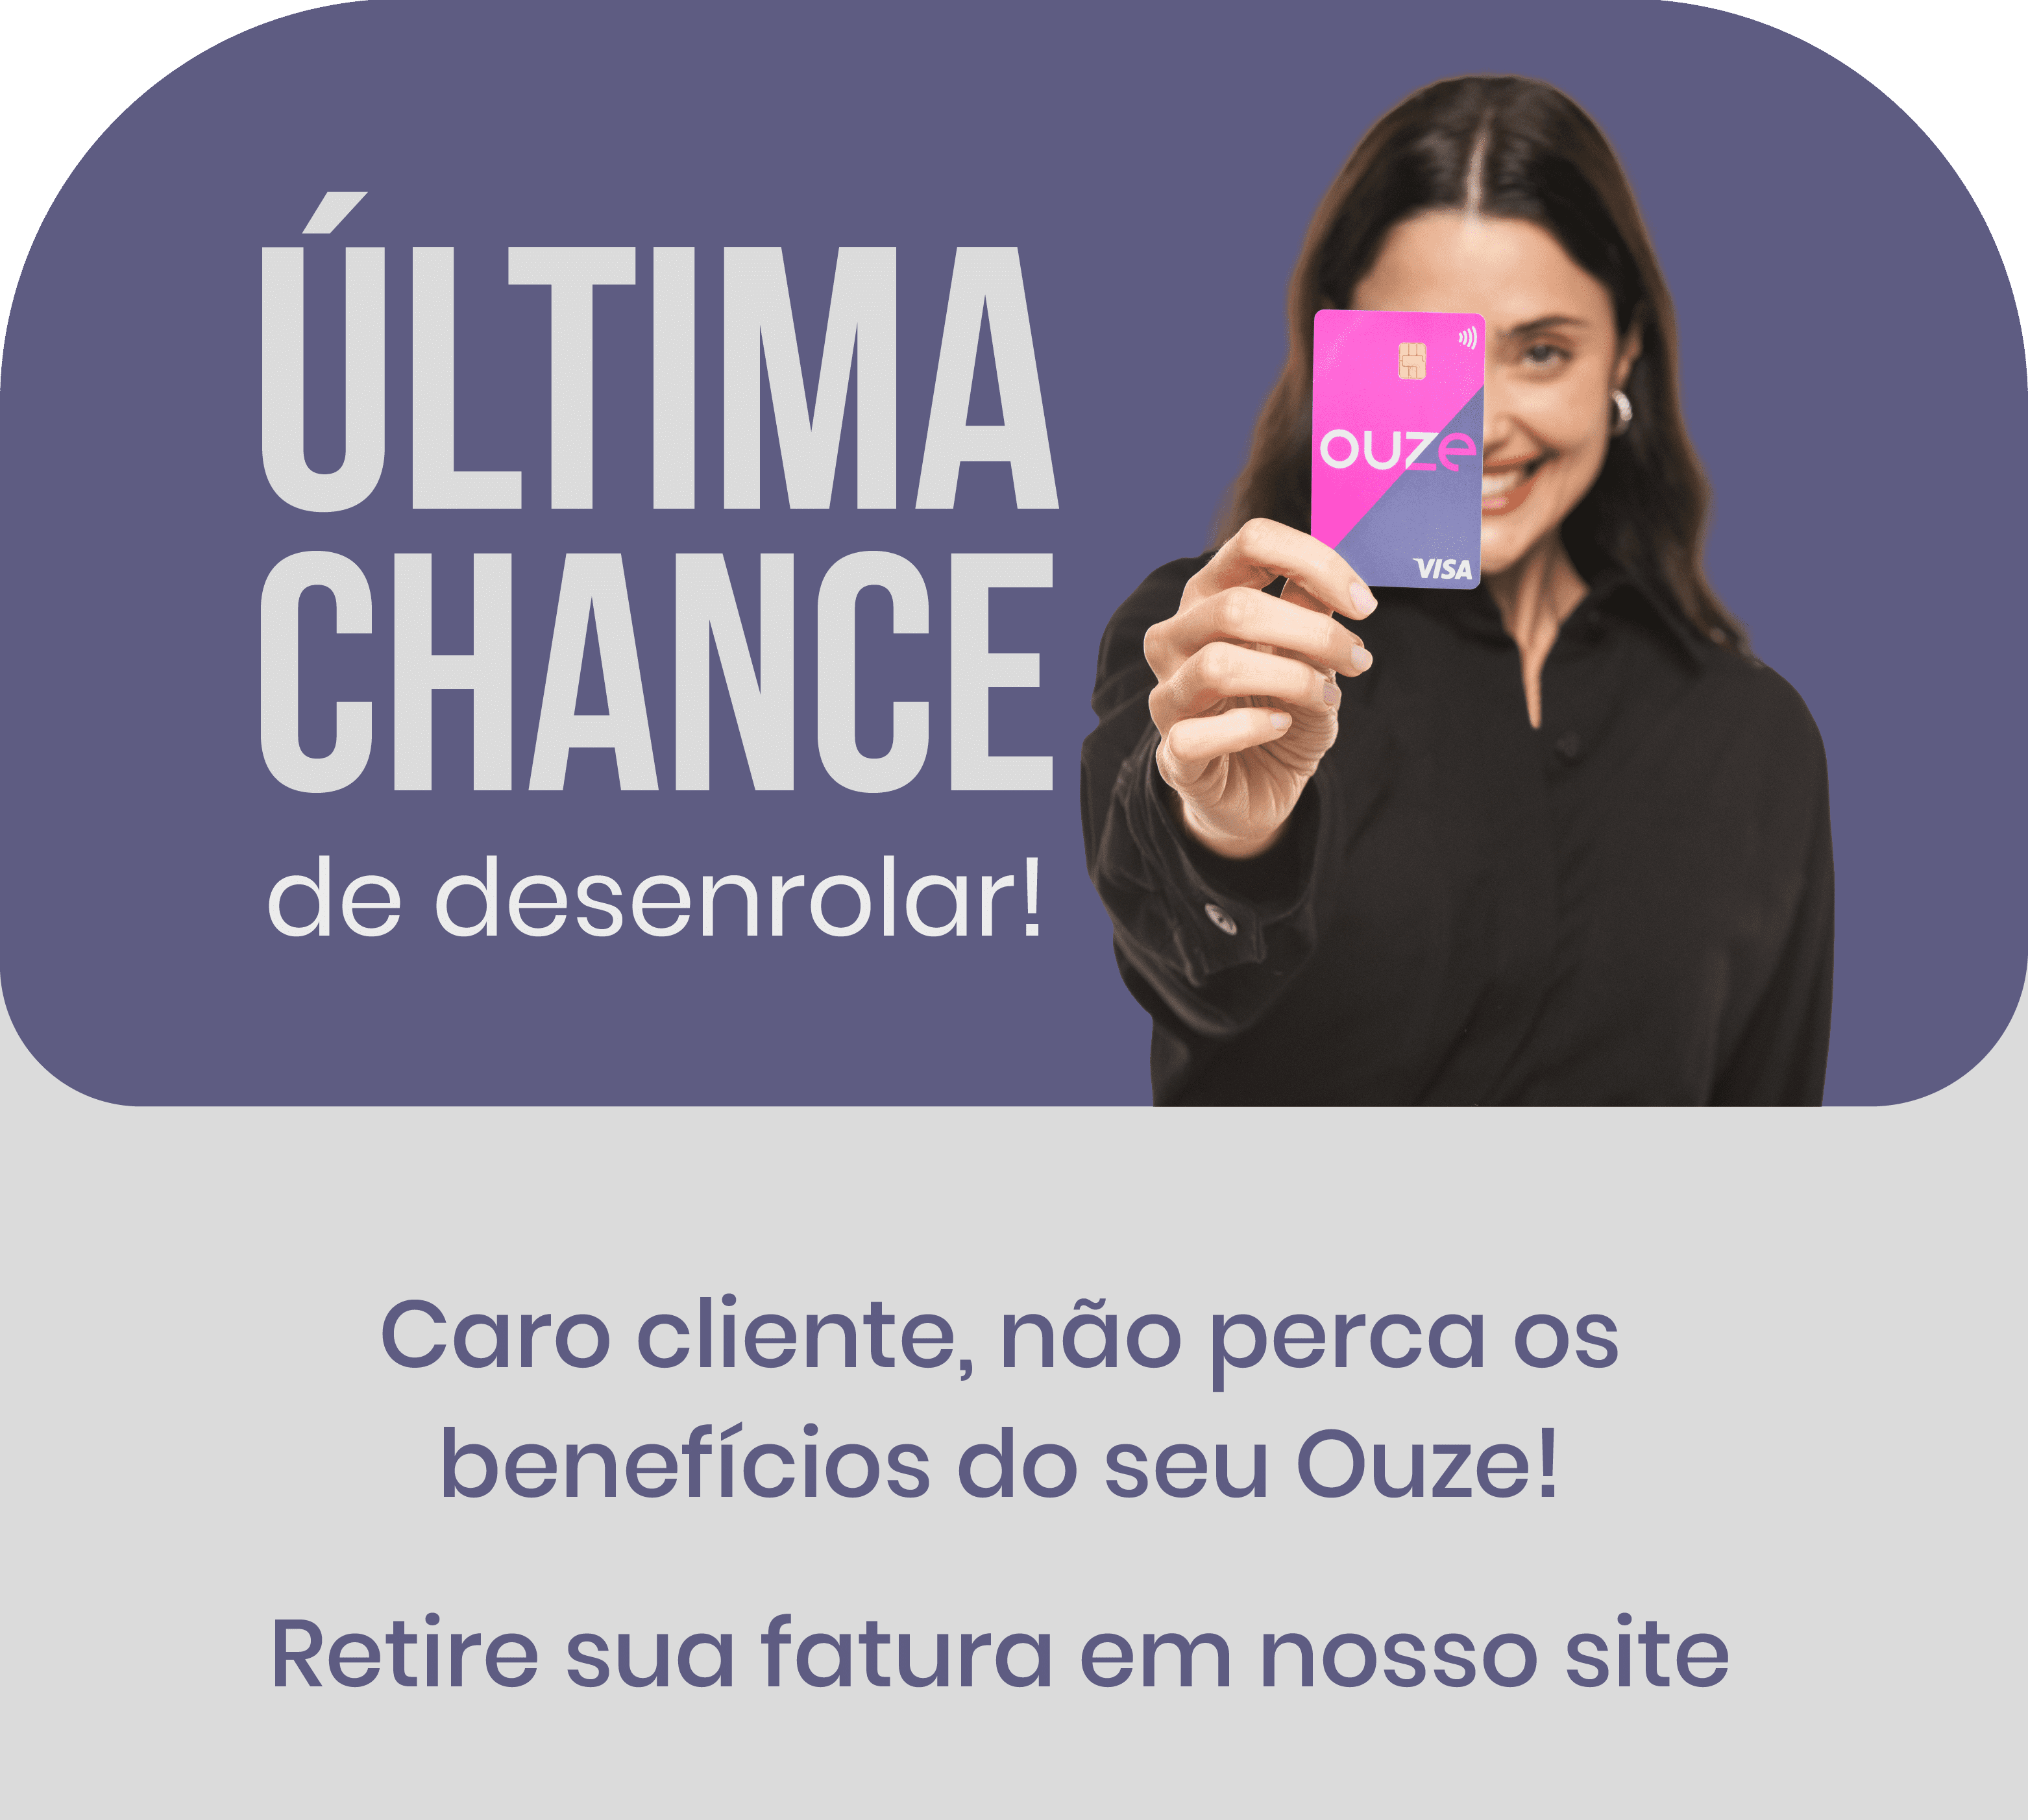 ÚLTIMA
CHANCE
de desenrolar!
ouze
VISA
Caro cliente, não perca os
benefícios do seu Ouze!
Retire sua fatura em nosso site